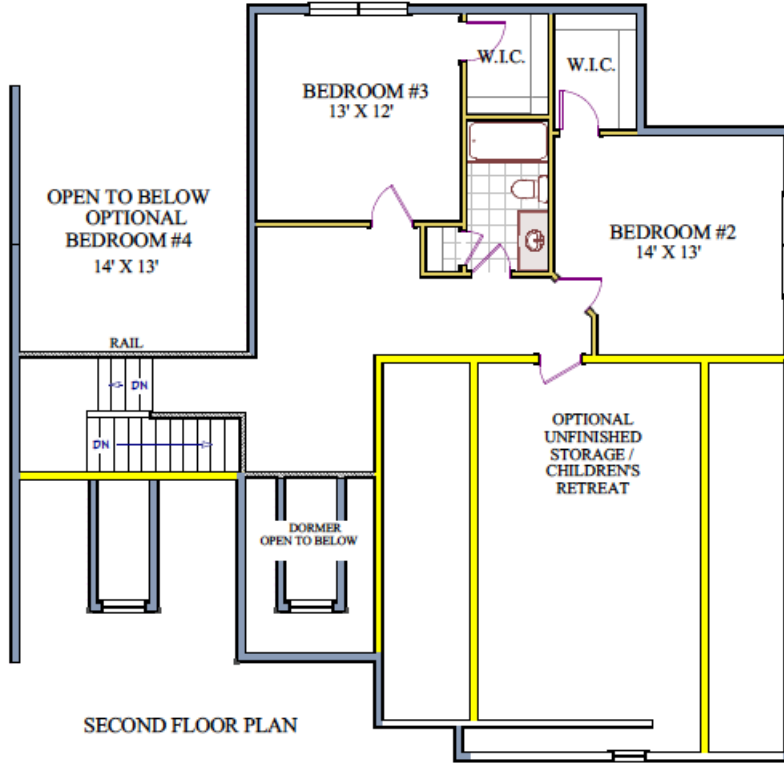 W.I.C.
W.I.C.
BEDROOM #3
13' X 12'
OPEN TO BELOW
OPTIONAL
BEDROOM #4
14' X 13'
BEDROOM #2
14' X 13'
RAIL
DN
DN
OPTIONAL
UNFINISHED
STORAGE /
CHILDREN'S
RETREAT
DORMER
OPEN TO BELOW
SECOND FLOOR PLAN